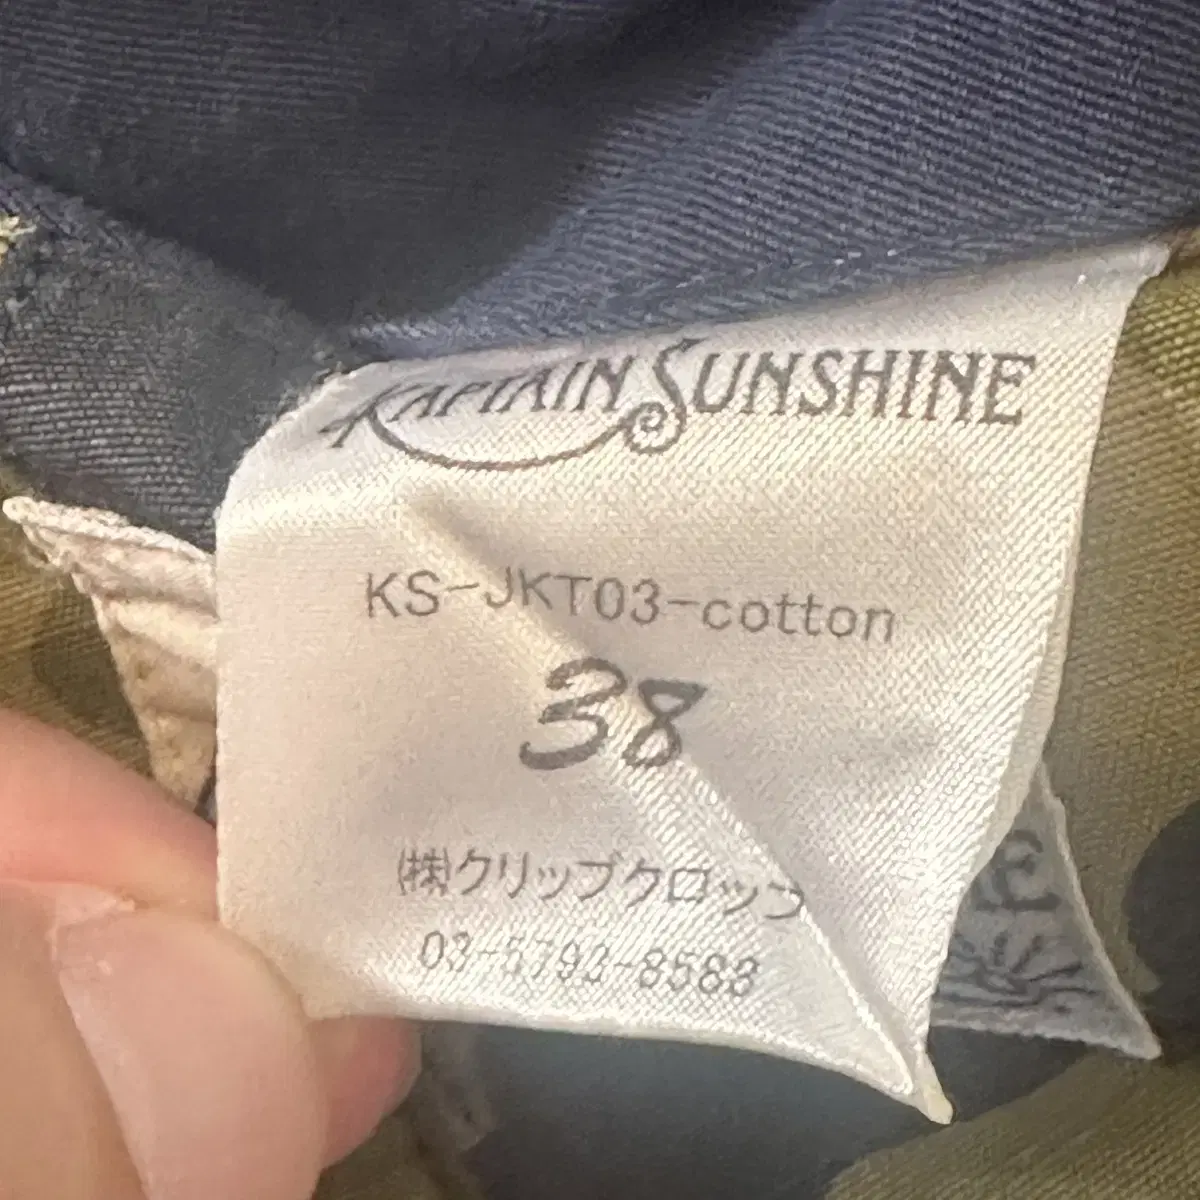 KAPTAIN SUNSHINE
KS-JKT03-cotton
38
(株)クリップクロップ
03-5793-8588
E